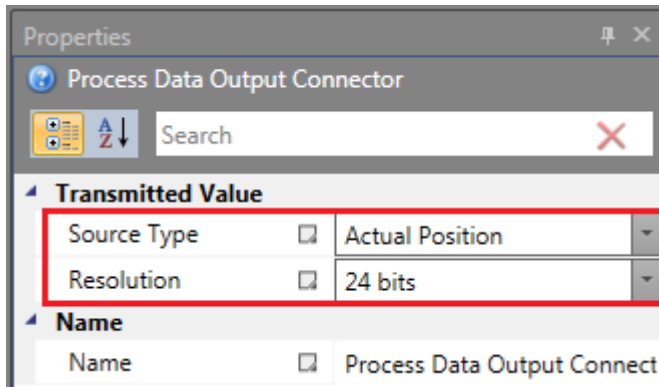 Properties
Process Data Output Connector
Search
Transmitted Value
Source Type Actual Position
Resolution 24 bits
Name
Name Process Data Output Connect